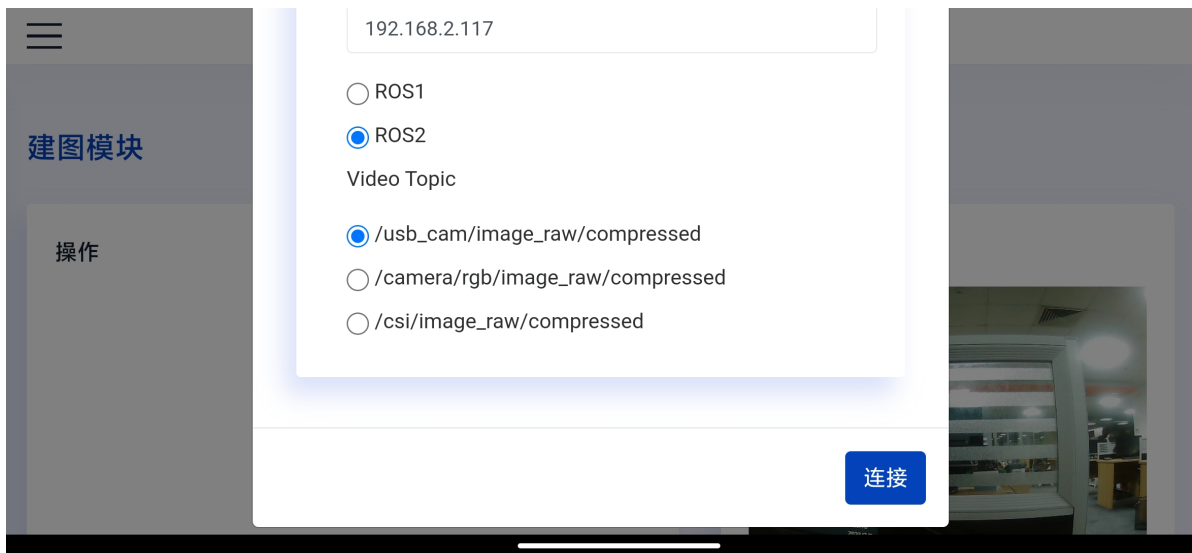 192.168.2.117
ROS1
ROS2
建图模块
Video Topic
操作
/usb_cam/image_raw/compressed
/camera/rgb/image_raw/compressed
/csi/image_raw/compressed
连接